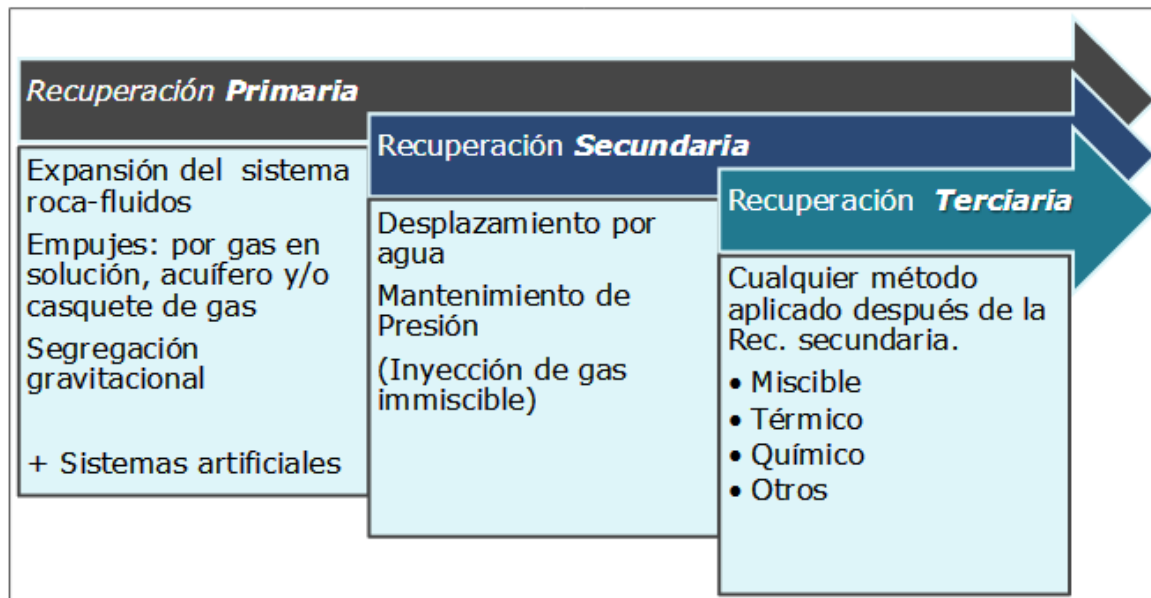 Recuperación Primaria
Expansión del sistema
roca-fluidos
Empujes: por gas en
solución, acuífero y/o
casquete de gas
Segregación
gravitacional
+ Sistemas artificiales
Recuperación Secundaria
Desplazamiento por
agua
Mantenimiento de
Presión
(Inyección de gas
immiscible)
Recuperación Terciaria
Cualquier método
aplicado después de la
Rec. secundaria.
• Miscible
• Térmico
• Químico
• Otros